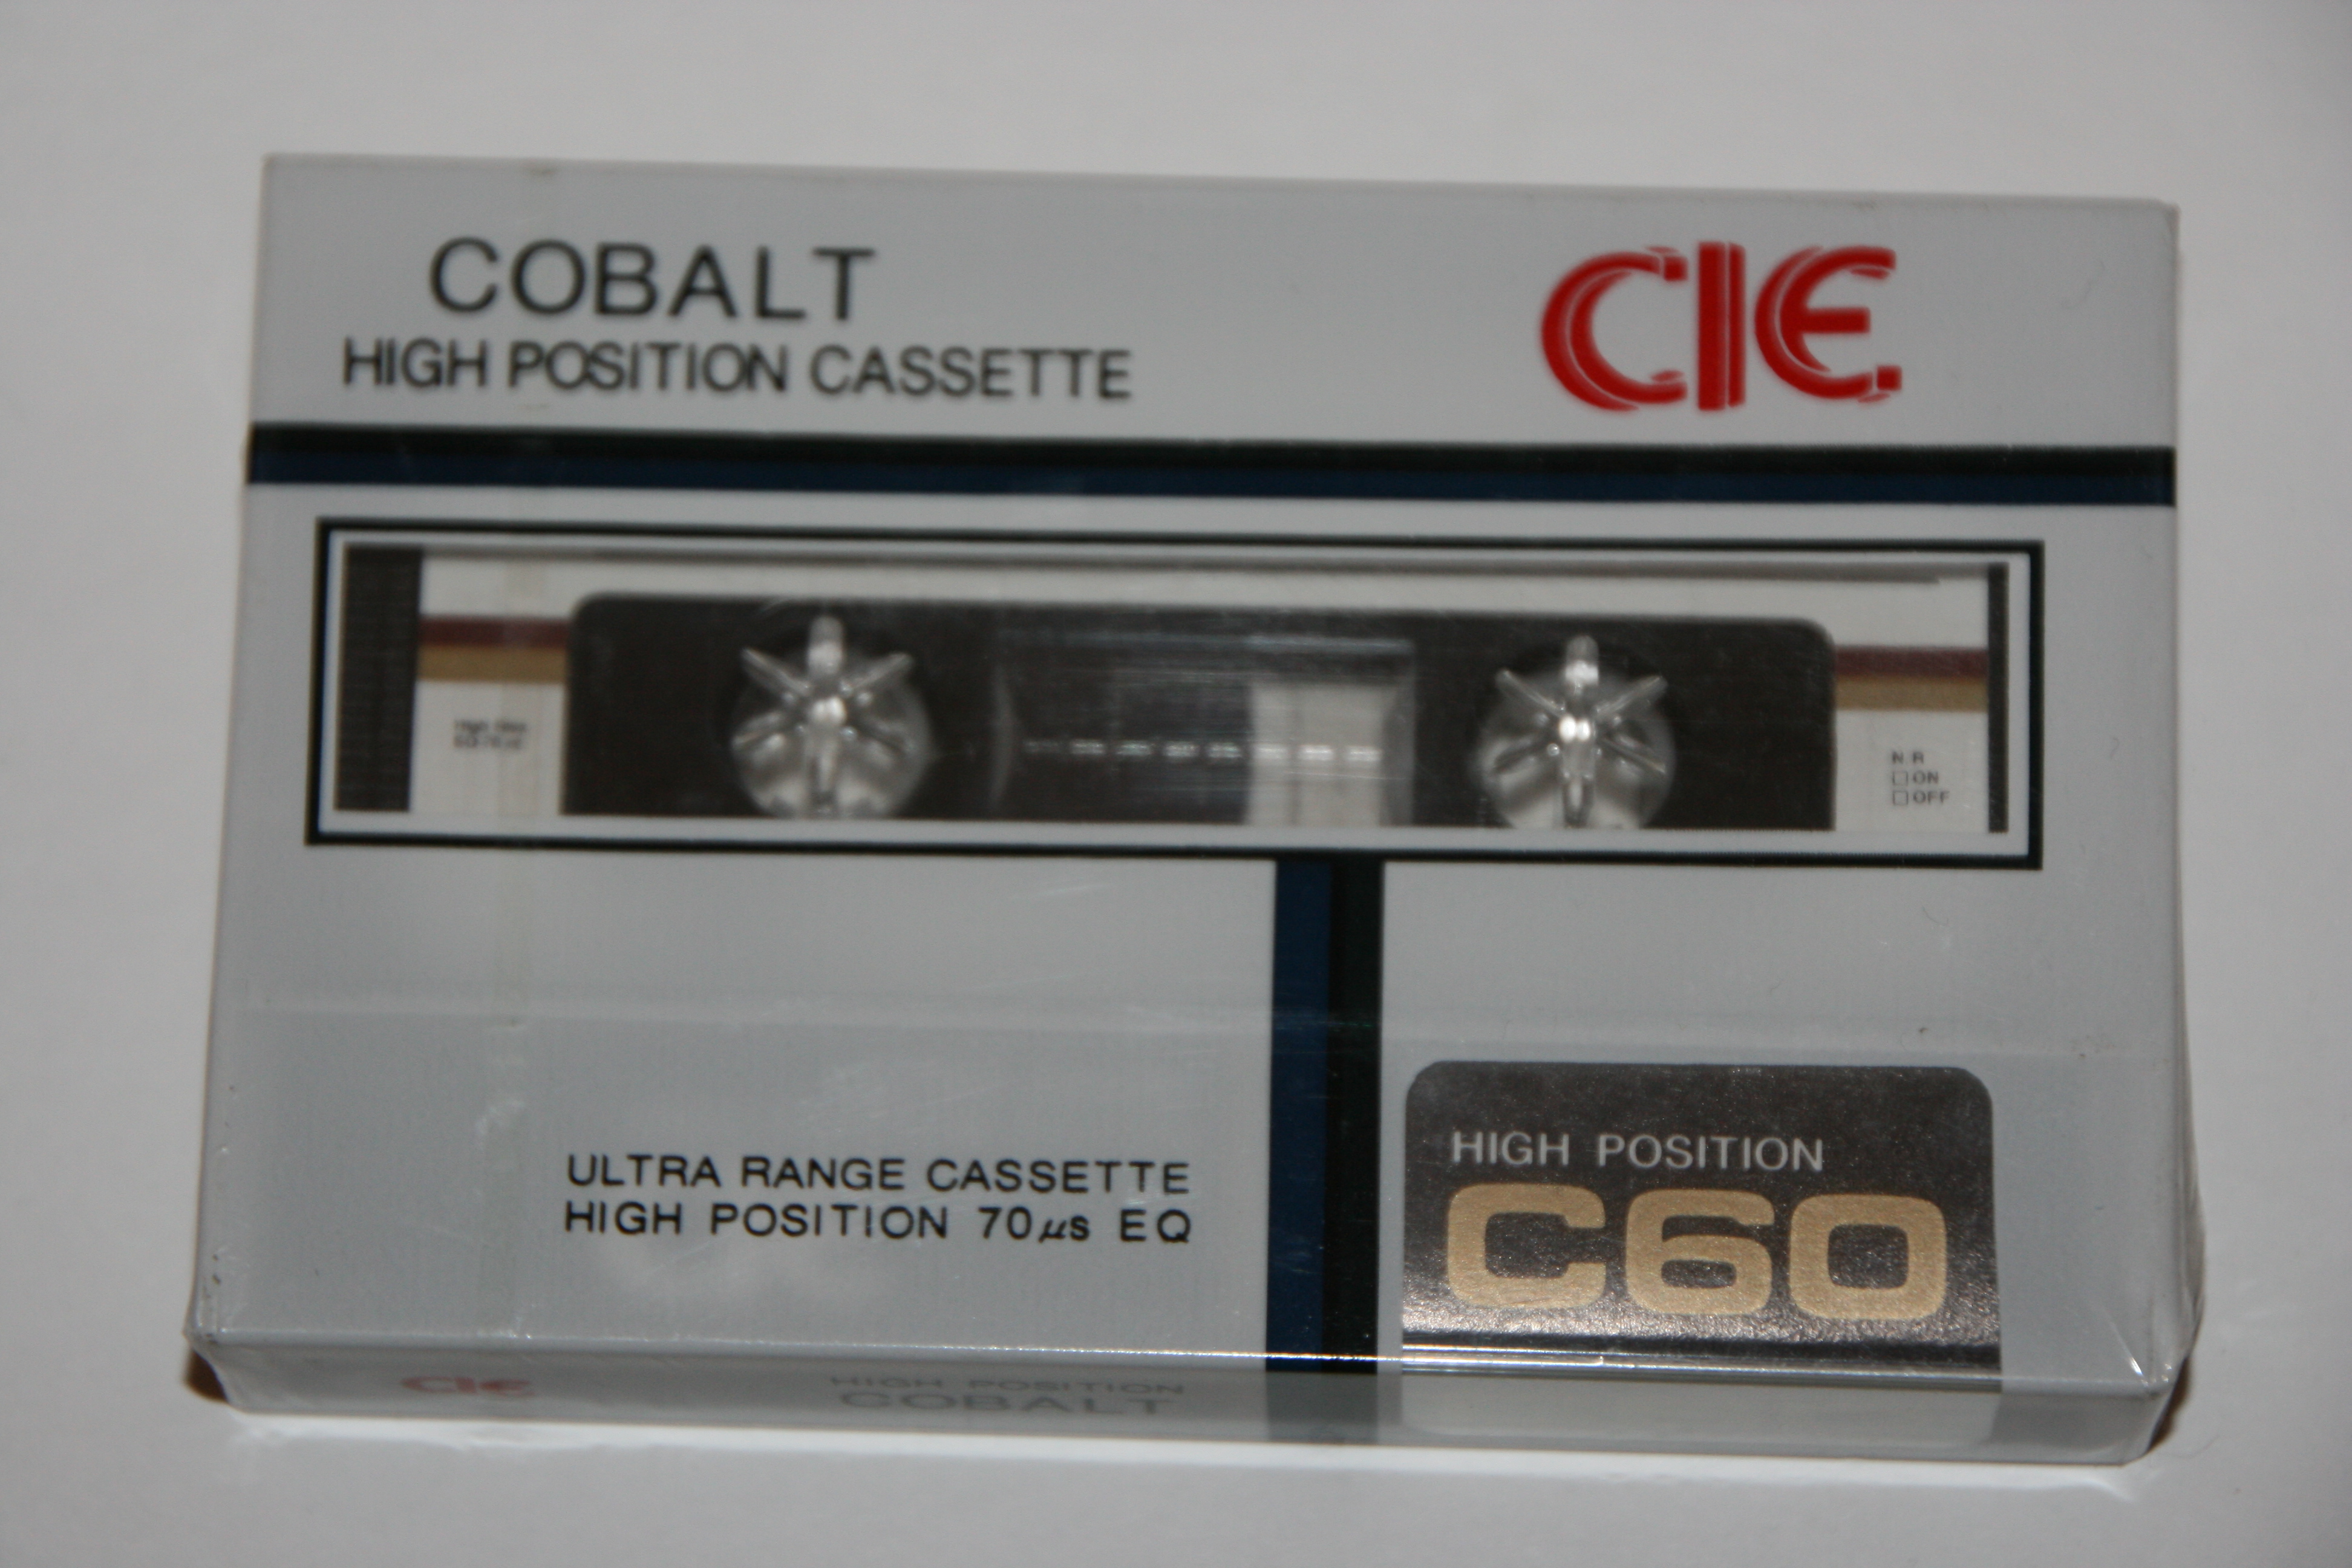 COBALT
HIGH POSITION CASSETTE
CIE.
N R
ON
OFF
ULTRA RANGE CASSETTE
HIGH POSITION 70μs EQ
HIGH POSITION
C60
CIE
HIGH POSITION
COBALT